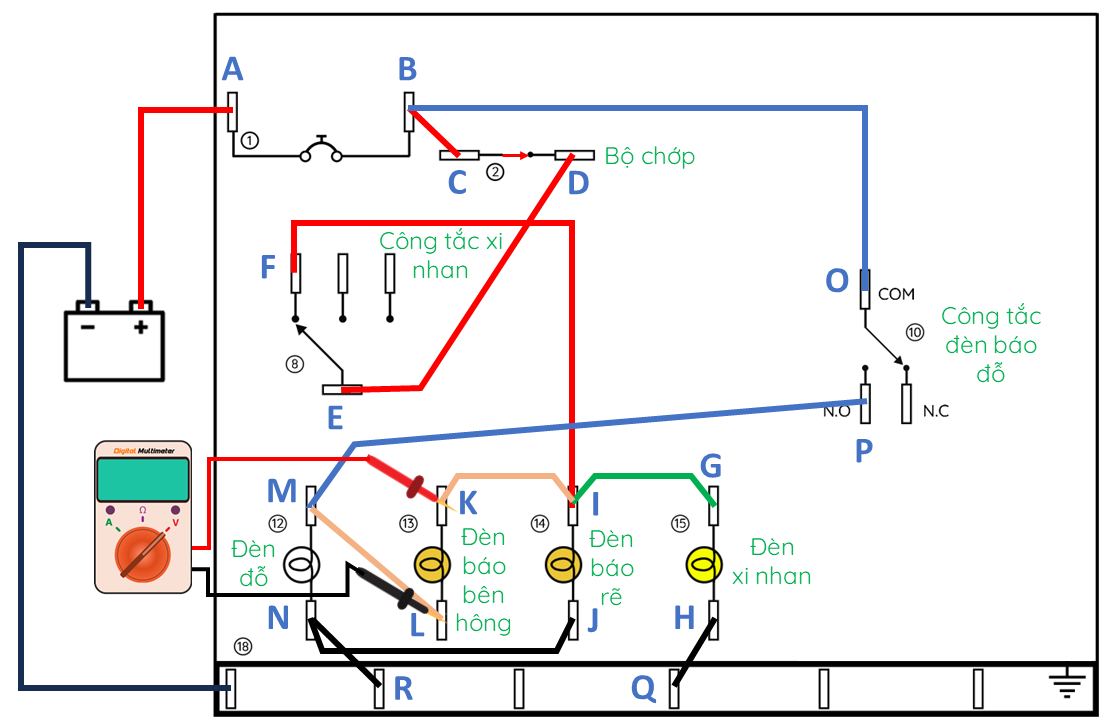 A
B
①
Bộ chớp
②
C
D
Công tắc xi
nhan
F
O
COM
⑩
Công tắc
đèn báo
đỗ
−
+
⑧
E
N.O
N.C
P
Digital Multimeter
Ω
A
V
M
K
I
G
⑫
⑬
⑭
⑮
Đèn
đỗ
Đèn
báo
bên
hông
Đèn
báo
rẽ
Đèn
xi nhan
N
L
J
H
⑱
R
Q